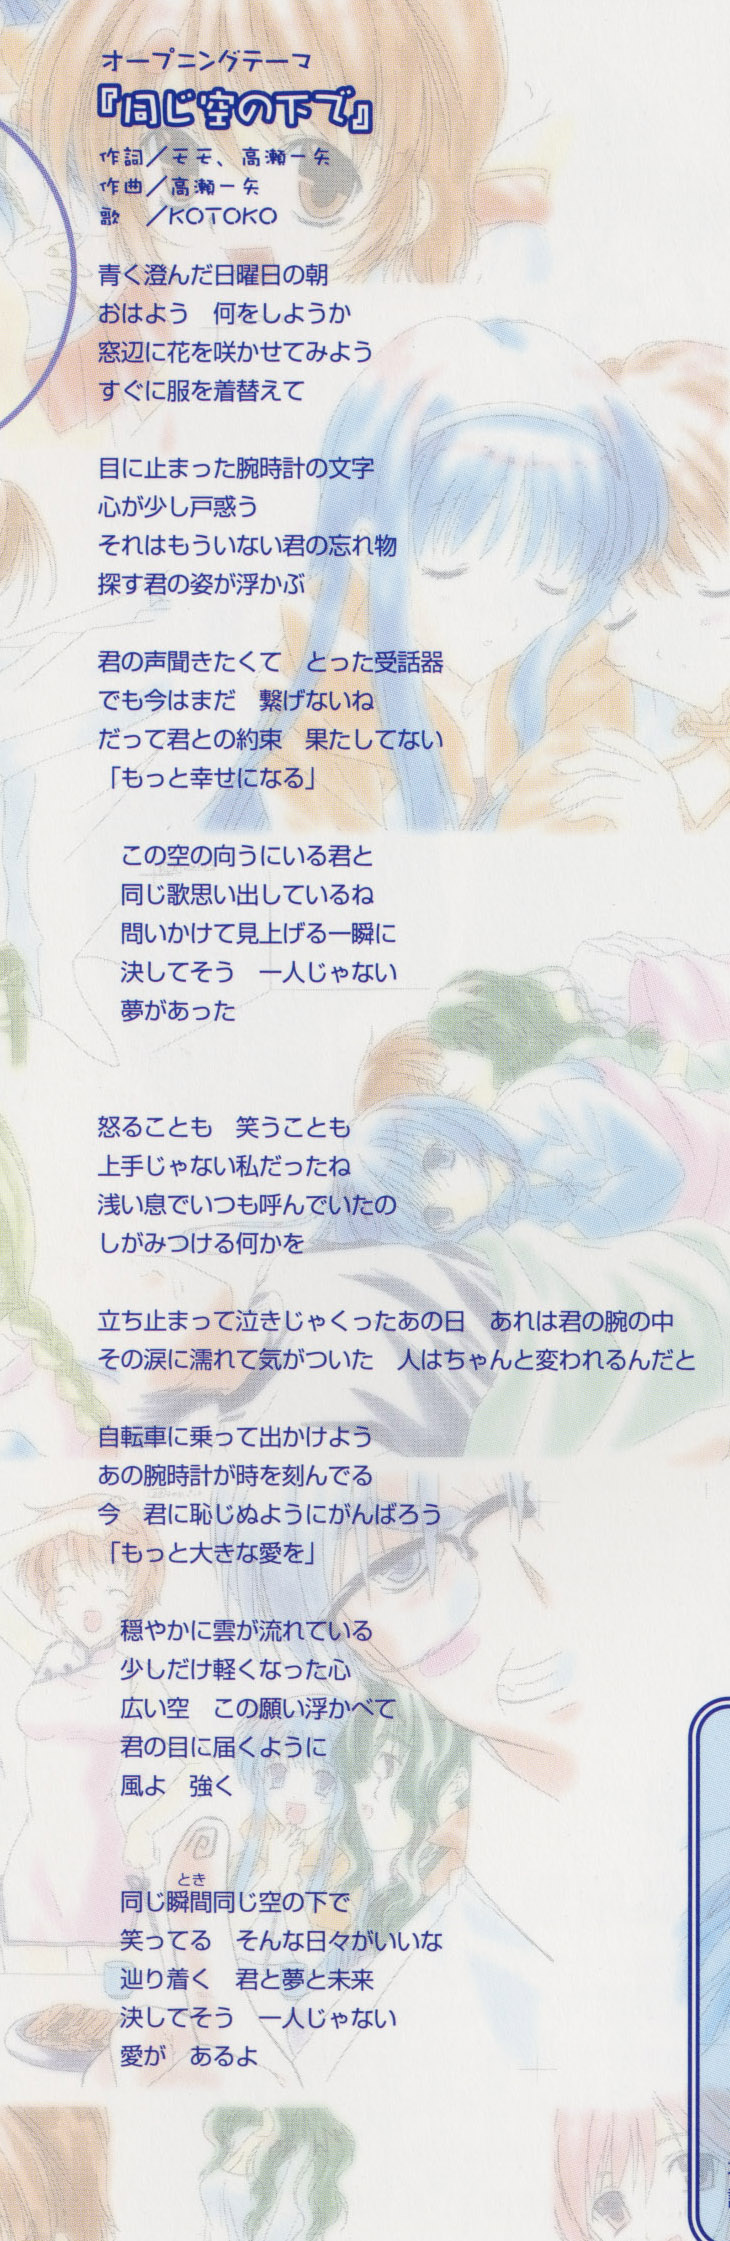 オープニングテーマ
『同じ空の下で』
作詞／モモ、高瀬一矢
作曲／高瀬一矢
歌　／KOTOKO
青く澄んだ日曜日の朝
おはよう　何をしようか
窓辺に花を咲かせてみよう
すぐに服を着替えて
目に止まった腕時計の文字
心が少し戸惑う
それはもういない君の忘れ物
探す君の姿が浮かぶ
君の声聞きたくて　とった受話器
でも今はまだ　繋げないね
だって君との約束　果たしてない
「もっと幸せになる」
この空の向うにいる君と
同じ歌思い出しているね
問いかけて見上げる一瞬に
決してそう　一人じゃない
夢があった
怒ることも　笑うことも
上手じゃない私だったね
浅い息でいつも呼んでいたの
しがみつける何かを
立ち止まって泣きじゃくったあの日　あれは君の腕の中
その涙に濡れて気がついた　人はちゃんと変われるんだと
自転車に乗って出かけよう
あの腕時計が時を刻んでる
今　君に恥じぬようにがんばろう
「もっと大きな愛を」
穏やかに雲が流れている
少しだけ軽くなった心
広い空　この願い浮かべて
君の目に届くように
風よ　強く
とき
同じ瞬間同じ空の下で
笑ってる　そんな日々がいいな
辿り着く　君と夢と未来
決してそう　一人じゃない
愛が　あるよ